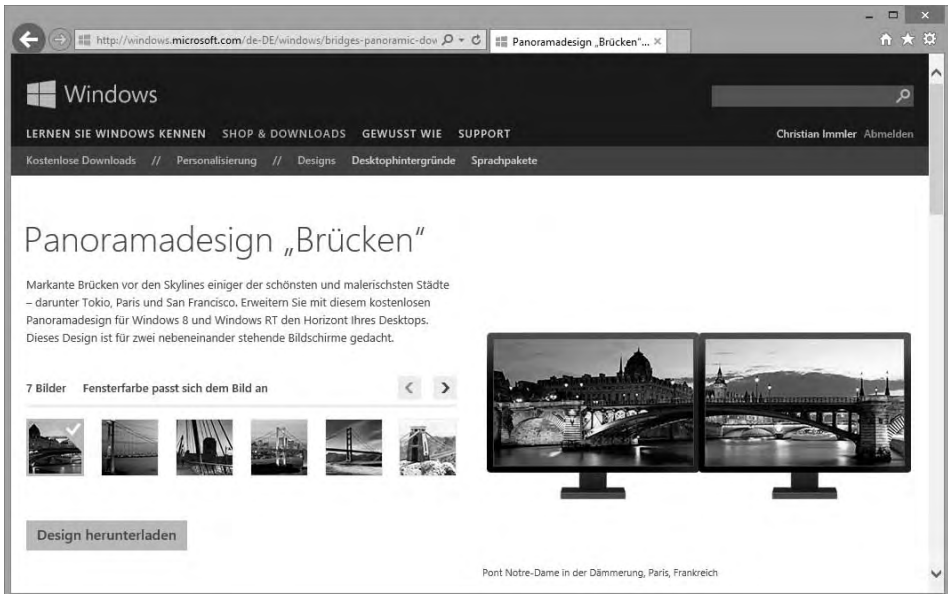 http://windows.microsoft.com/de-DE/windows/bridges-panoramic-dov
Panoramadesign „Brücken"...
Windows
LERNEN SIE WINDOWS KENNEN SHOP & DOWNLOADS GEWUSST WIE SUPPORT
Christian Immler Abmelden
Kostenlose Downloads // Personalisierung // Designs Desktophintergründe Sprachpakete
Panoramadesign „Brücken“
Markante Brücken vor den Skylines einiger der schönsten und malerischsten Städte
– darunter Tokio, Paris und San Francisco. Erweitern Sie mit diesem kostenlosen
Panoramadesign für Windows 8 und Windows RT den Horizont Ihres Desktops.
Dieses Design ist für zwei nebeneinander stehende Bildschirme gedacht.
7 Bilder Fensterfarbe passt sich dem Bild an
Design herunterladen
Pont Notre-Dame in der Dämmerung, Paris, Frankreich